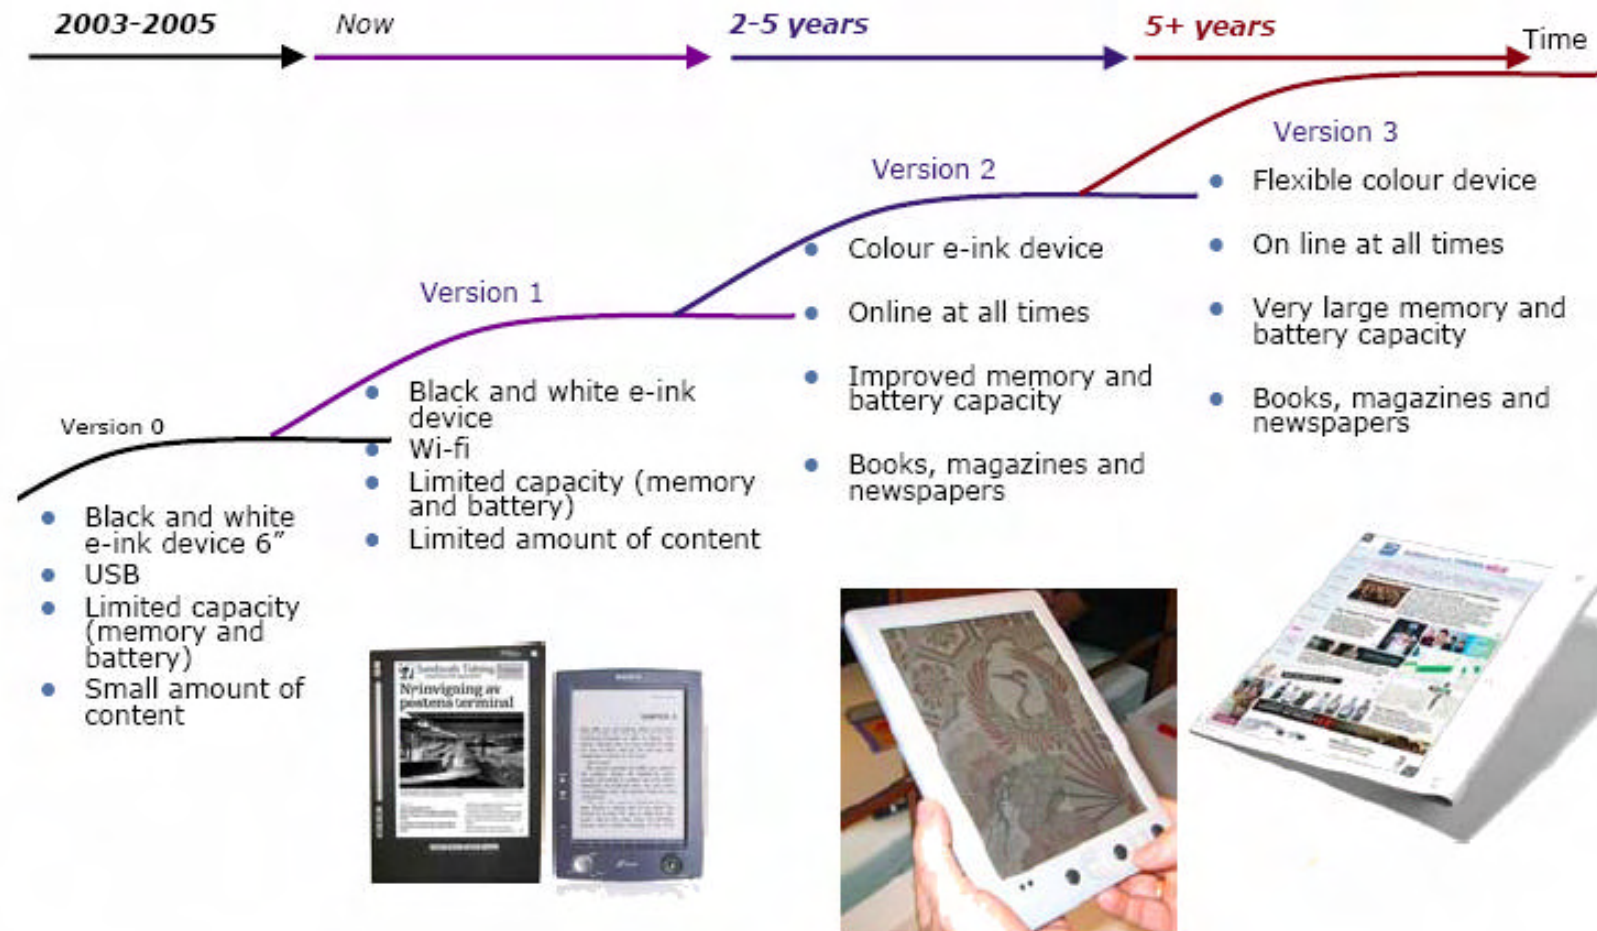 2003-2005
Now
2-5 years
5+ years
Time
Version 0
Black and white
e-ink device 6”
USB
Limited capacity
(memory and
battery)
Small amount of
content
Version 1
Black and white e-ink
device
Wi-fi
Limited capacity (memory
and battery)
Limited amount of content
Version 2
Colour e-ink device
Online at all times
Improved memory and
battery capacity
Books, magazines and
newspapers
Version 3
Flexible colour device
On line at all times
Very large memory and
battery capacity
Books, magazines and
newspapers
Nyinvigning av
postens terminal